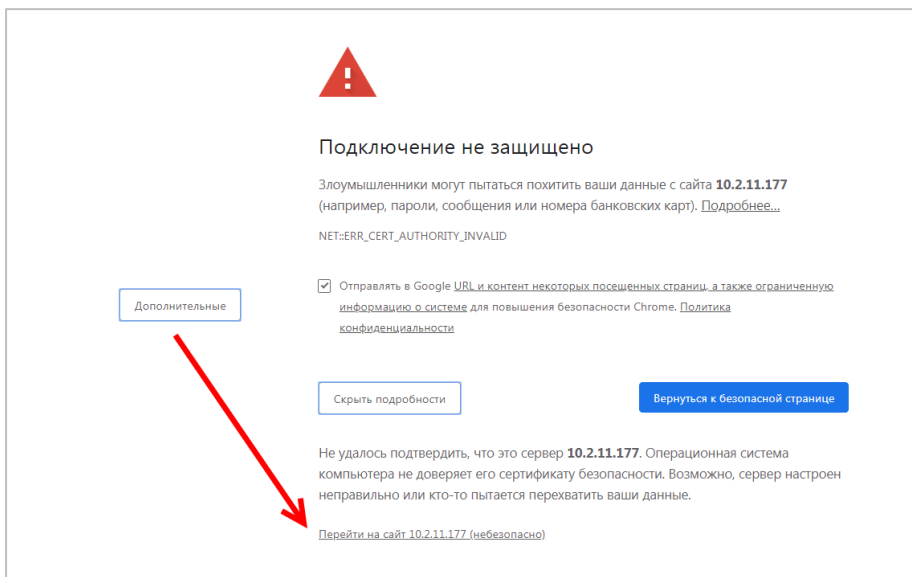 Подключение не защищено
Злоумышленники могут пытаться похитить ваши данные с сайта 10.2.11.177
(например, пароли, сообщения или номера банковских карт). Подробнее...
NET::ERR_CERT_AUTHORITY_INVALID
Отправлять в Google URL и контент некоторых посещенных страниц, а также ограниченную
информацию о системе для повышения безопасности Chrome. Политика
конфиденциальности
Дополнительные
Скрыть подробности
Вернуться к безопасной странице
Не удалось подтвердить, что это сервер 10.2.11.177. Операционная система
компьютера не доверяет его сертификату безопасности. Возможно, сервер настроен
неправильно или кто-то пытается перехватить ваши данные.
Перейти на сайт 10.2.11.177 (небезопасно)